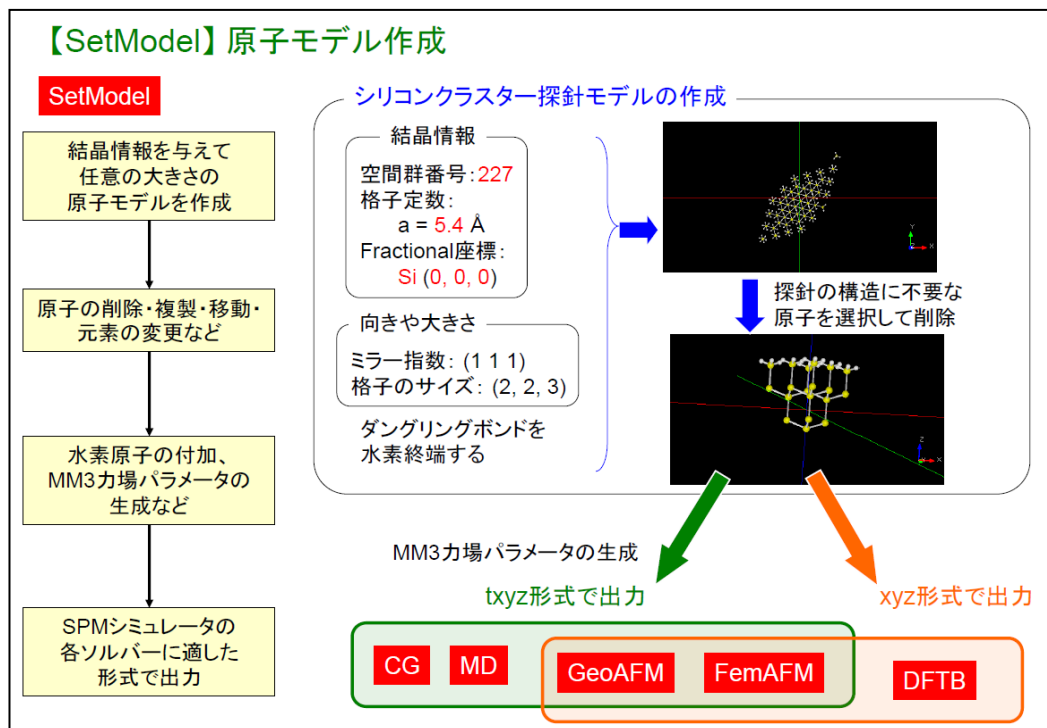 【SetModel】原子モデル作成
SetModel
結晶情報を与えて
任意の大きさの
原子モデルを作成
原子の削除・複製・移動・
元素の変更など
水素原子の付加、
MM3力場パラメータの
生成など
SPMシミュレータの
各ソルバーに適した
形式で出力
シリコンクラスター探針モデルの作成
結晶情報
空間群番号：227
格子定数：
a = 5.4 Å
Fractional座標：
Si (0, 0, 0)
向きや大きさ
ミラー指数： (1 1 1)
格子のサイズ： (2, 2, 3)
ダングリングボンドを
水素終端する
Y
Z X
探針の構造に不要な
原子を選択して削除
Z
X
MM3力場パラメータの生成
txyz形式で出力
xyz形式で出力
CG MD GeoAFM FemAFM DFTB